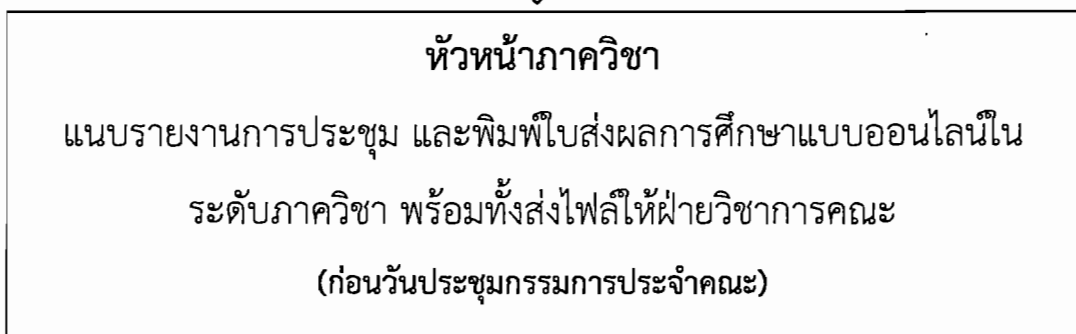 หัวหน้าภาควิชา
แนบรายงานการประชุม และพิมพ์ใบส่งผลการศึกษาแบบออนไลน์ใน
ระดับภาควิชา พร้อมทั้งส่งไฟล์ให้ฝ่ายวิชาการคณะ
(ก่อนวันประชุมกรรมการประจำคณะ)